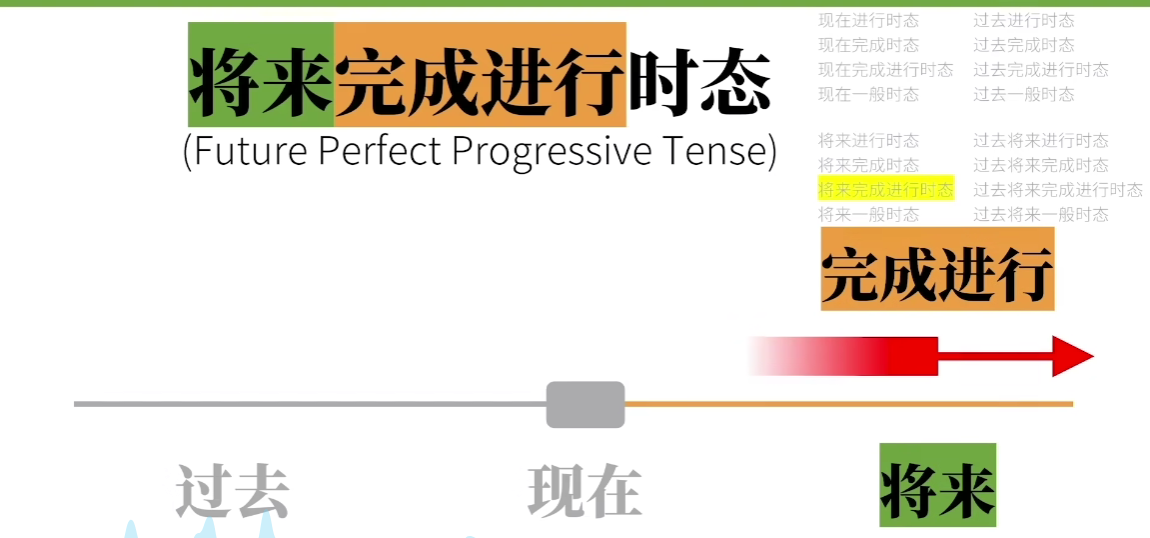 将来完成进行时态
(Future Perfect Progressive Tense)
现在进行时态 过去进行时态
现在完成时态 过去完成时态
现在完成进行时态 过去完成进行时态
现在一般时态 过去一般时态
将来进行时态 过去将来进行时态
将来完成时态 过去将来完成时态
将来完成进行时态 过去将来完成进行时态
将来一般时态 过去将来一般时态
完成进行
过去 现在 将来